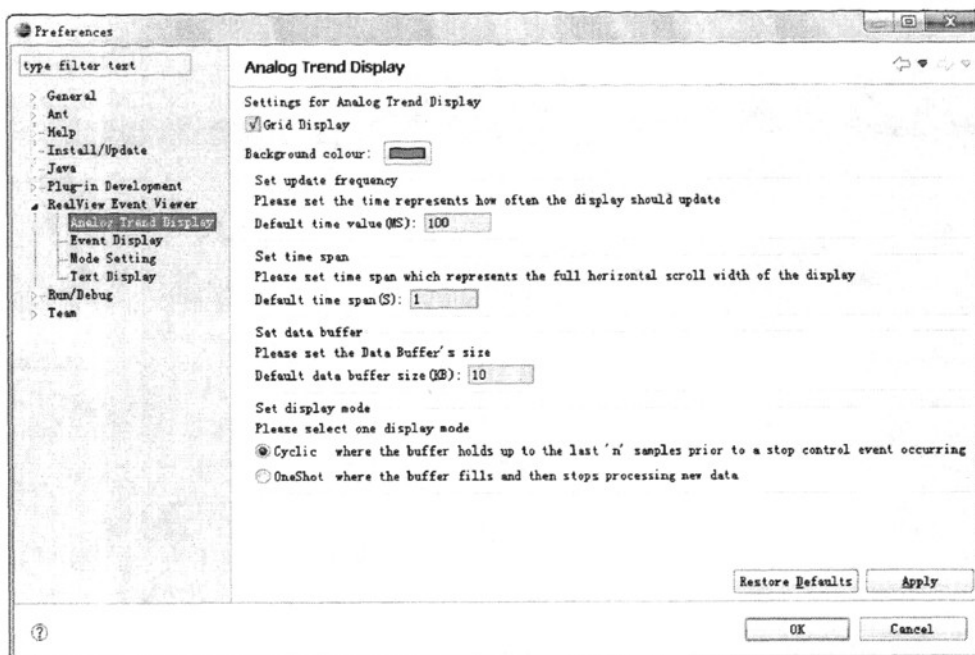 Preferences
type filter text
General
Ant
Help
Install/Update
Java
Plug-in Development
RealView Event Viewer
Analog Trend Display
Event Display
Mode Setting
Text Display
Run/Debug
Team
Analog Trend Display
Settings for Analog Trend Display
Grid Display
Background colour:
Set update frequency
Please set the time represents how often the display should update
Default time value(MS): 100
Set time span
Please set time span which represents the full horizontal scroll width of the display
Default time span(S): 1
Set data buffer
Please set the Data Buffer's size
Default data buffer size(KB): 10
Set display mode
Please select one display mode
Cyclic where the buffer holds up to the last 'n' samples prior to a stop control event occurring
OneShot where the buffer fills and then stops processing new data
Restore Defaults Apply
? OK Cancel